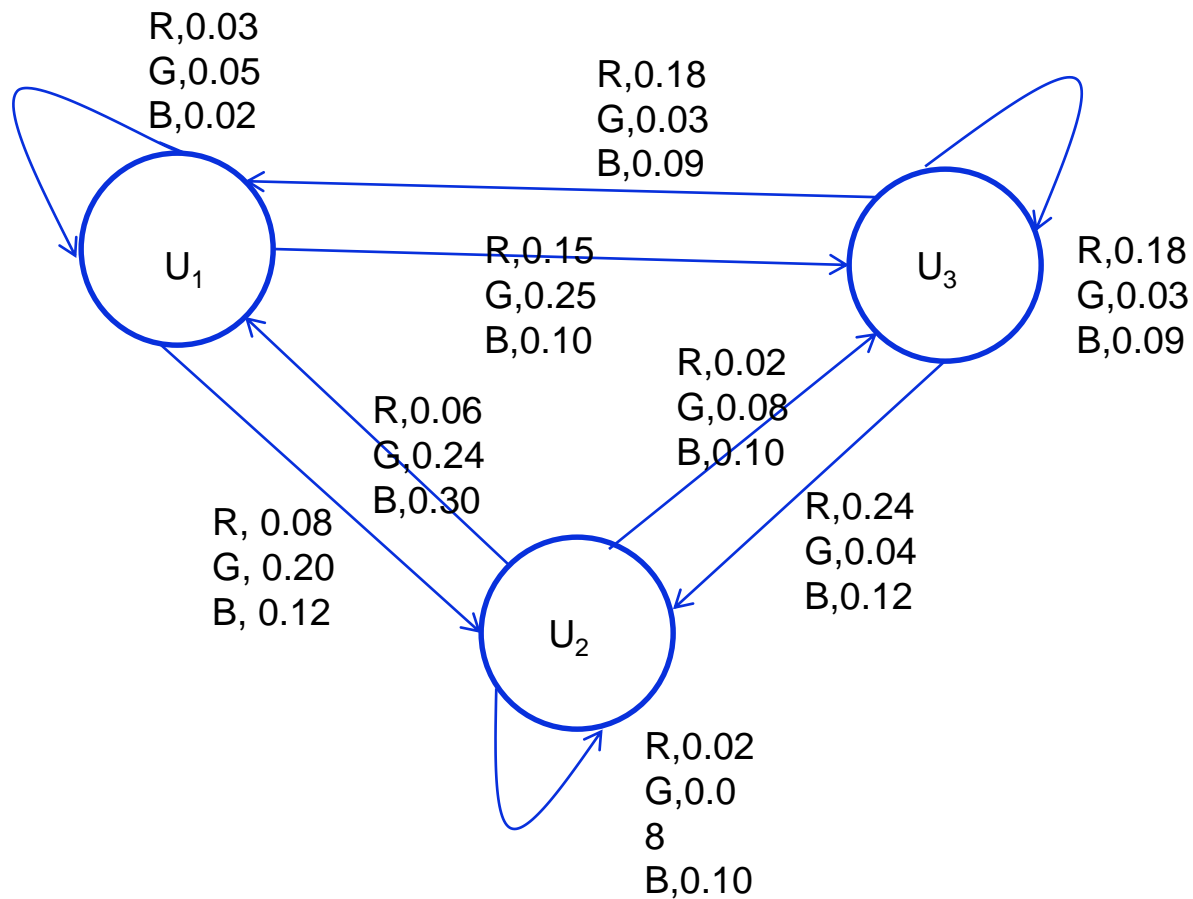 R,0.03
G,0.05
B,0.02
R,0.18
G,0.03
B,0.09
U1
R,0.15
G,0.25
B,0.10
U3
R,0.18
G,0.03
B,0.09
R,0.02
G,0.08
B,0.10
R,0.06
G,0.24
B,0.30
R, 0.08
G, 0.20
B, 0.12
R,0.24
G,0.04
B,0.12
U2
R,0.02
G,0.0
8
B,0.10